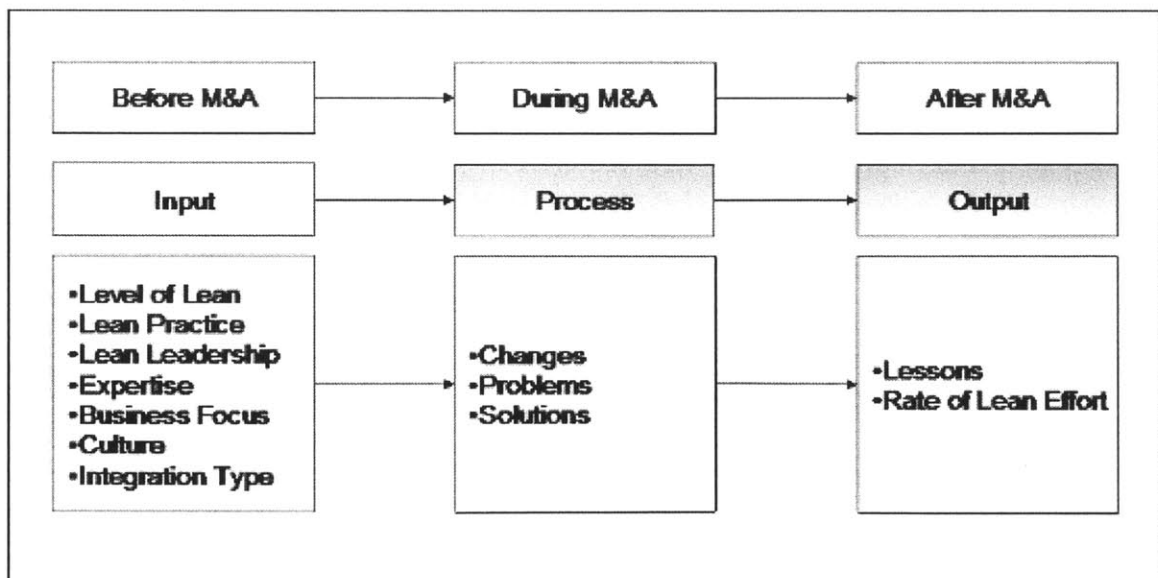 Before M&A
During M&A
After M&A
Input
Process
Output
•Level of Lean
•Lean Practice
•Lean Leadership
•Expertise
•Business Focus
•Culture
•Integration Type
•Changes
•Problems
•Solutions
•Lessons
•Rate of Lean Effort